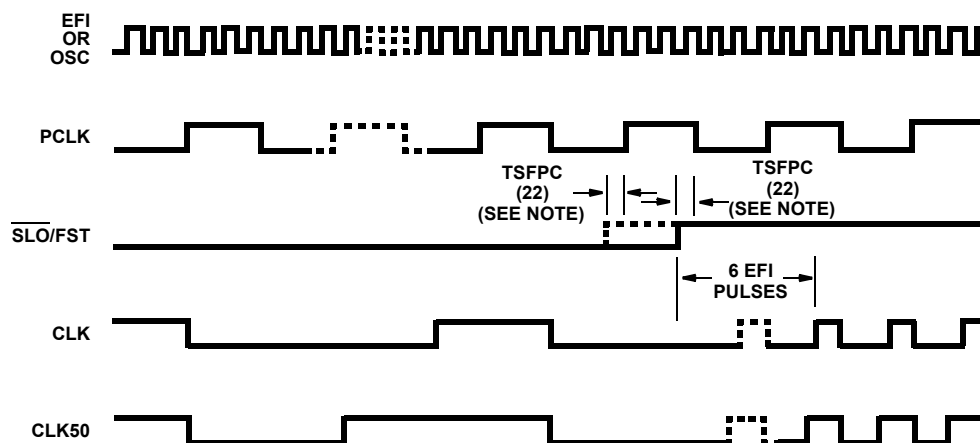 EFI
OR
OSC
PCLK
TSFPC
(22)
(SEE NOTE)
TSFPC
(22)
(SEE NOTE)
SLO/FST
6 EFI
PULSES
CLK
CLK50